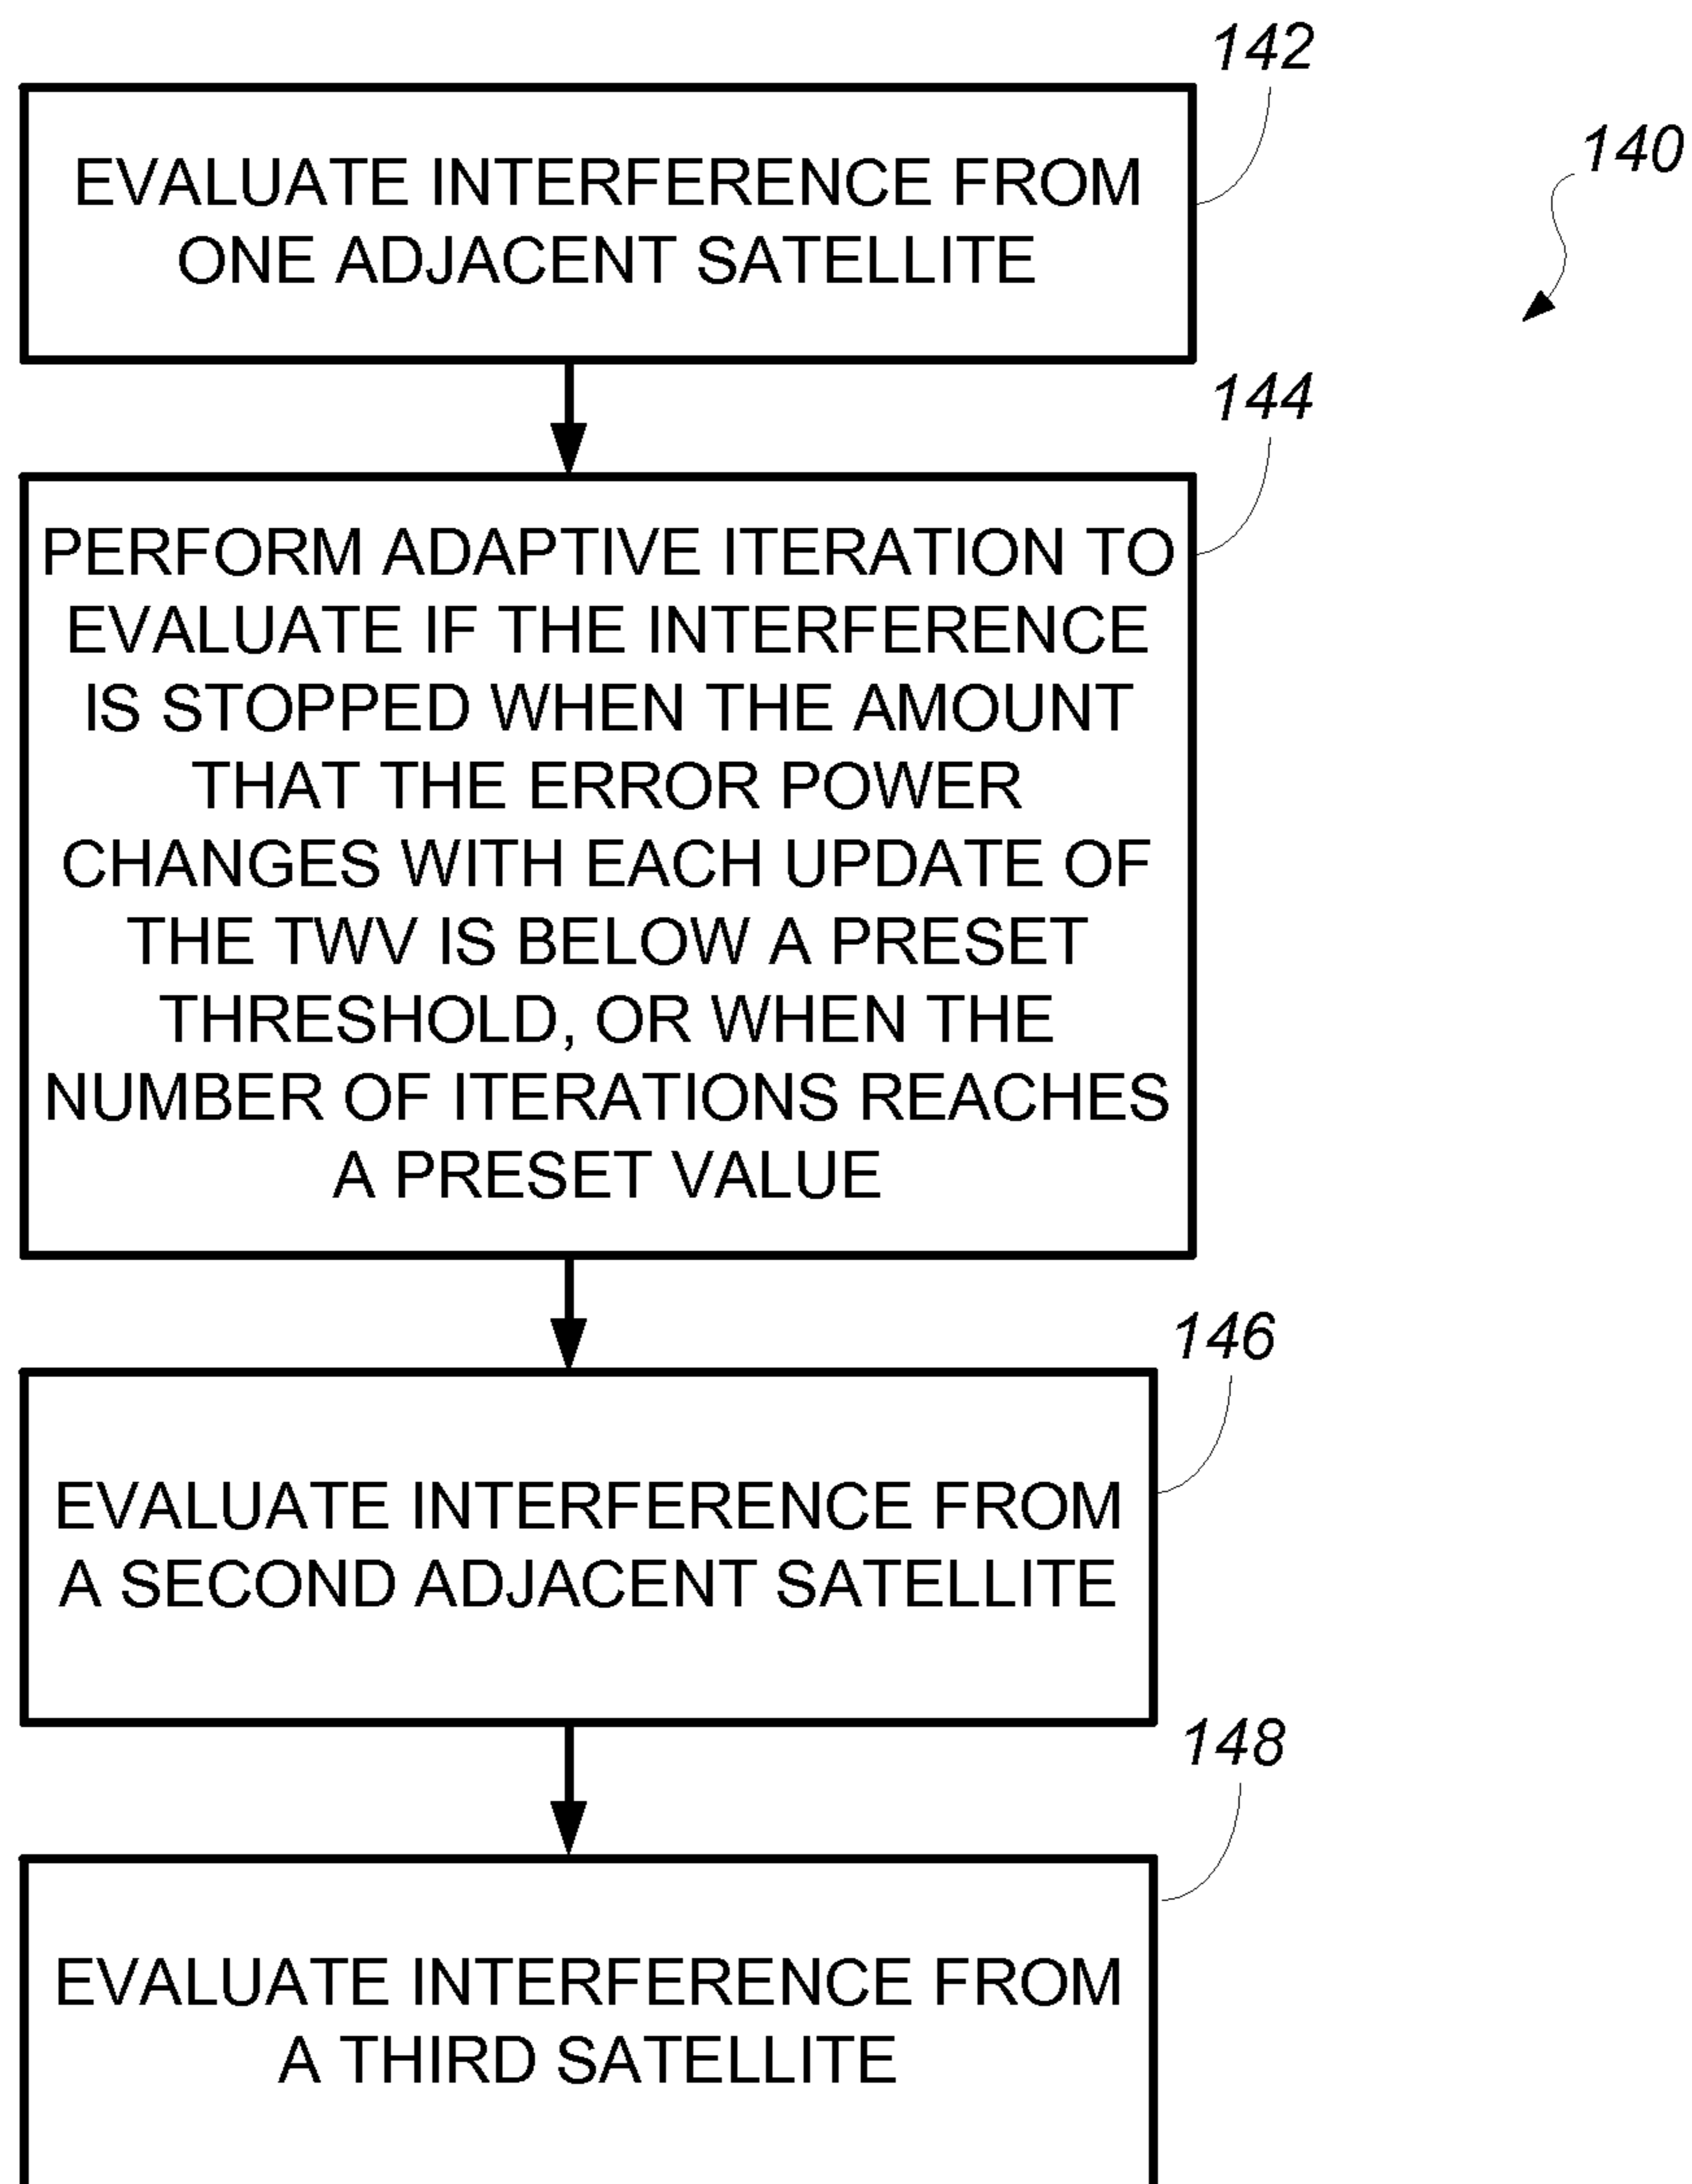 142
EVALUATE INTERFERENCE FROM
ONE ADJACENT SATELLITE
140
144
PERFORM ADAPTIVE ITERATION TO
EVALUATE IF THE INTERFERENCE
IS STOPPED WHEN THE AMOUNT
THAT THE ERROR POWER
CHANGES WITH EACH UPDATE OF
THE TWV IS BELOW A PRESET
THRESHOLD, OR WHEN THE
NUMBER OF ITERATIONS REACHES
A PRESET VALUE
146
EVALUATE INTERFERENCE FROM
A SECOND ADJACENT SATELLITE
148
EVALUATE INTERFERENCE FROM
A THIRD SATELLITE